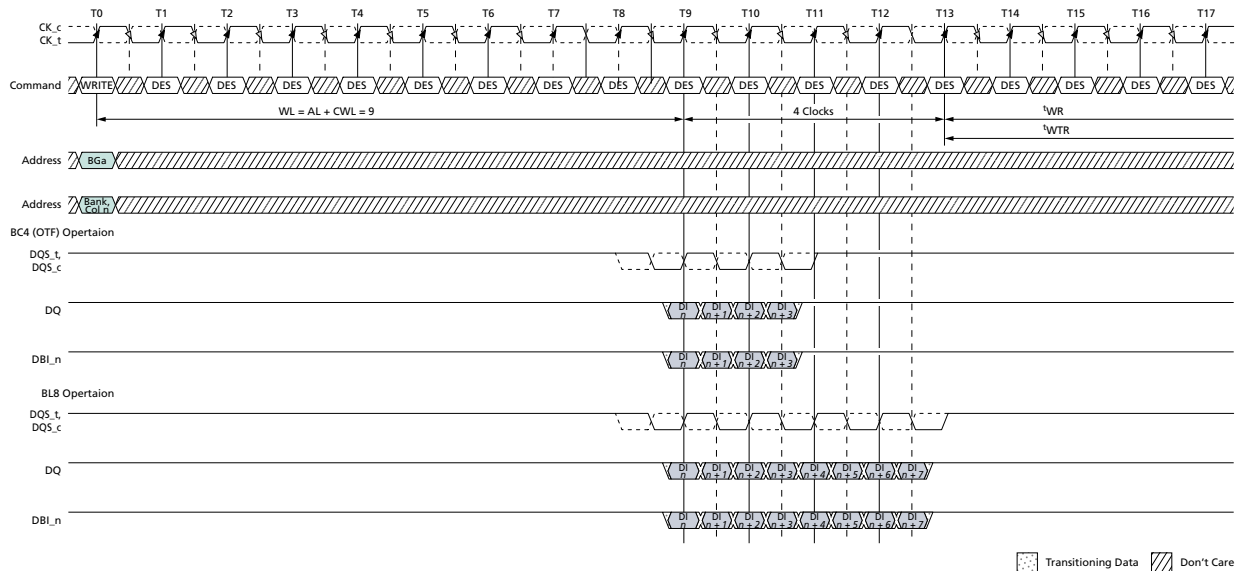 T0 T1 T2 T3 T4 T5 T6 T7 T8 T9 T10 T11 T12 T13 T14 T15 T16 T17
CK_c
CK_t
Command WRITE DES DES DES DES DES DES DES DES DES DES DES DES DES DES DES DES DES
WL = AL + CWL = 9 4 Clocks tWR
tWTR
Address BGa
Address Bank, Col n
BC4 (OTF) Opertaion
DQS_t,
DQS_c
DQ DI n DI n + 1 DI n + 2 DI n + 3
DBI_n DI n DI n + 1 DI n + 2 DI n + 3
BL8 Opertaion
DQS_t,
DQS_c
DQ DI n DI n + 1 DI n + 2 DI n + 3 DI n + 4 DI n + 5 DI n + 6 DI n + 7
DBI_n DI n DI n + 1 DI n + 2 DI n + 3 DI n + 4 DI n + 5 DI n + 6 DI n + 7
Transitioning Data Don't Care